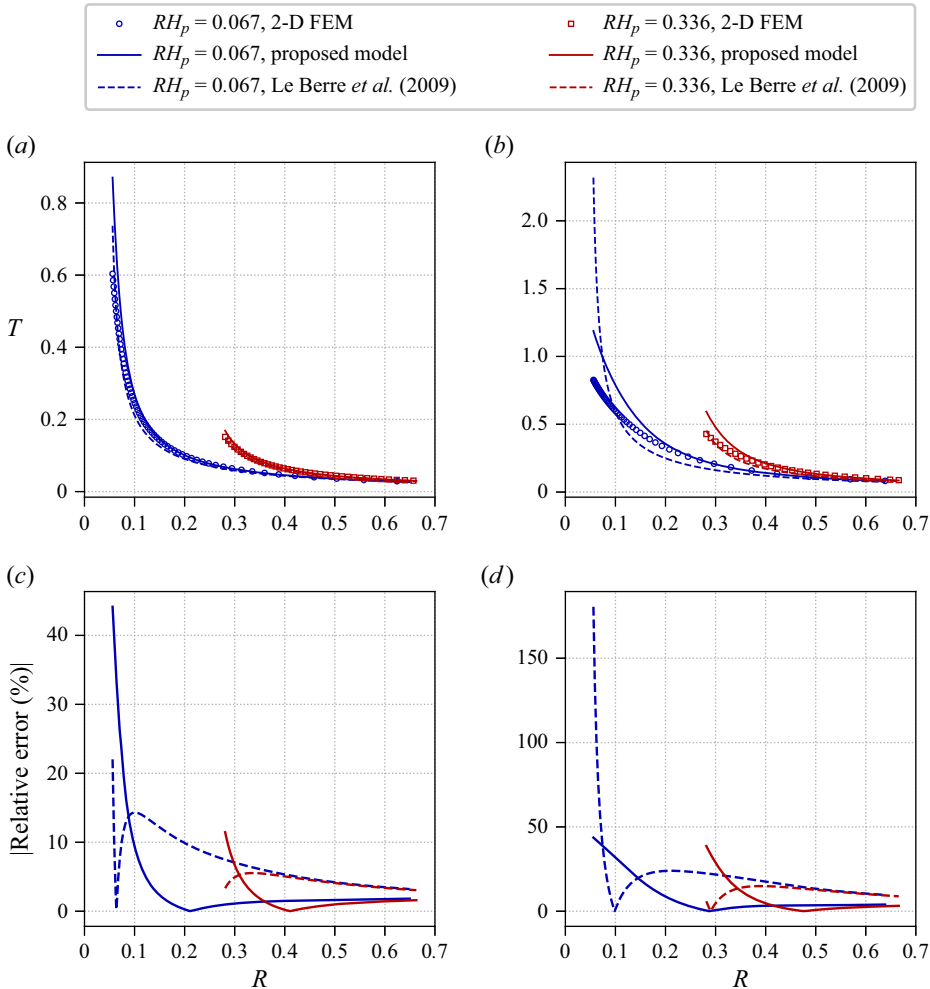 RH_p = 0.067, 2-D FEM
RH_p = 0.067, proposed model
RH_p = 0.067, Le Berre et al. (2009)
RH_p = 0.336, 2-D FEM
RH_p = 0.336, proposed model
RH_p = 0.336, Le Berre et al. (2009)
(a)
T
0.8
0.6
0.4
0.2
0
0 0.1 0.2 0.3 0.4 0.5 0.6 0.7
(b)
2.0
1.5
1.0
0.5
0
0 0.1 0.2 0.3 0.4 0.5 0.6 0.7
(c)
|Relative error (%)|
40
30
20
10
0
0 0.1 0.2 0.3 0.4 0.5 0.6 0.7
R
(d)
150
100
50
0
0 0.1 0.2 0.3 0.4 0.5 0.6 0.7
R